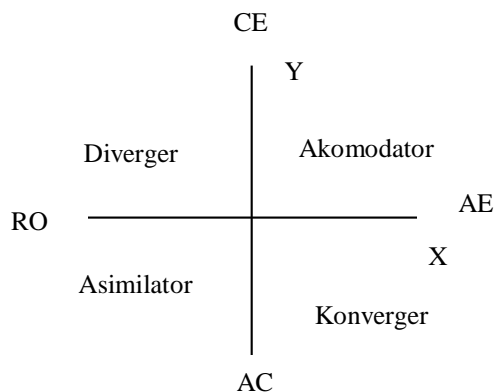 CE
Y
Diverger
Akomodator
RO
AE
X
Asimilator
Konverger
AC